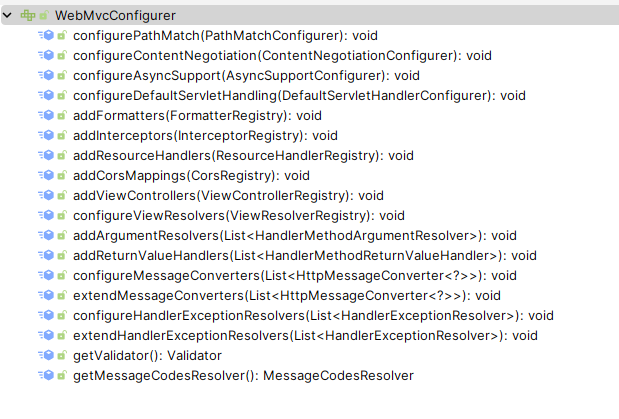 WebMvcConfigurer
configurePathMatch(PathMatchConfigurer): void
configureContentNegotiation(ContentNegotiationConfigurer): void
configureAsyncSupport(AsyncSupportConfigurer): void
configureDefaultServletHandling(DefaultServletHandlerConfigurer): void
addFormatters(FormatterRegistry): void
addInterceptors(InterceptorRegistry): void
addResourceHandlers(ResourceHandlerRegistry): void
addCorsMappings(CorsRegistry): void
addViewControllers(ViewControllerRegistry): void
configureViewResolvers(ViewResolverRegistry): void
addArgumentResolvers(List<HandlerMethodArgumentResolver>): void
addReturnValueHandlers(List<HandlerMethodReturnValueHandler>): void
configureMessageConverters(List<HttpMessageConverter<?>>): void
extendMessageConverters(List<HttpMessageConverter<?>>): void
configureHandlerExceptionResolvers(List<HandlerExceptionResolver>): void
extendHandlerExceptionResolvers(List<HandlerExceptionResolver>): void
getValidator(): Validator
getMessageCodesResolver(): MessageCodesResolver